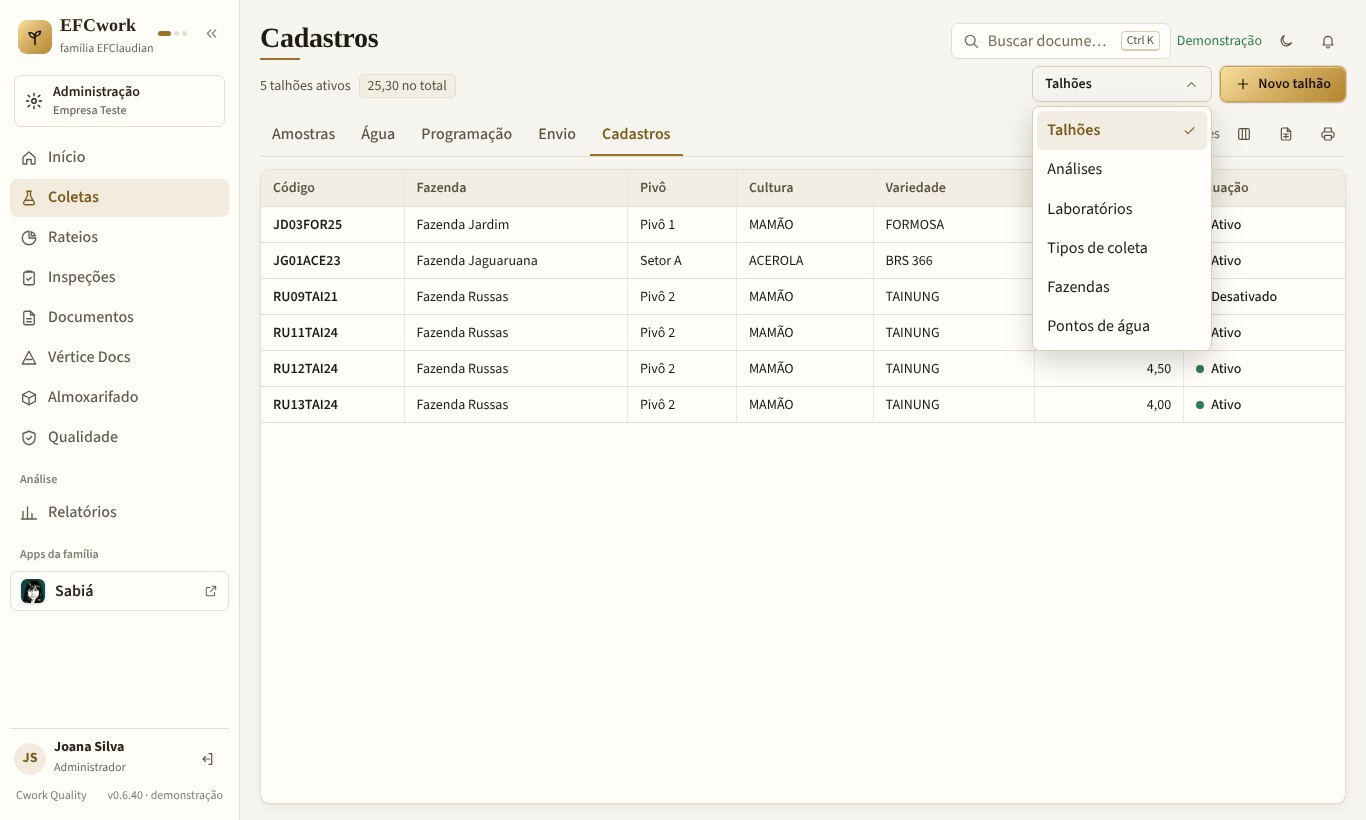 EFCwork
família EFClaudian
Administração
Empresa Teste
Início
Coletas
Rateios
Inspeções
Documentos
Vértice Docs
Almoxarifado
Qualidade
Análise
Relatórios
Apps da família
Sabiá
JS
Joana Silva
Administrador
Cwork Quality v0.6.40 · demonstração
Cadastros
Buscar docume… Ctrl K Demonstração
5 talhões ativos 25,30 no total
Talhões
Novo talhão
Amostras Água Programação Envio Cadastros
Talhões
Análises
Laboratórios
Tipos de coleta
Fazendas
Pontos de água
Código Fazenda Pivô Cultura Variedade
JD03FOR25 Fazenda Jardim Pivô 1 MAMÃO FORMOSA Ativo
JG01ACE23 Fazenda Jaguaruana Setor A ACEROLA BRS 366 Ativo
RU09TAI21 Fazenda Russas Pivô 2 MAMÃO TAINUNG Desativado
RU11TAI24 Fazenda Russas Pivô 2 MAMÃO TAINUNG Ativo
RU12TAI24 Fazenda Russas Pivô 2 MAMÃO TAINUNG 4,50 Ativo
RU13TAI24 Fazenda Russas Pivô 2 MAMÃO TAINUNG 4,00 Ativo